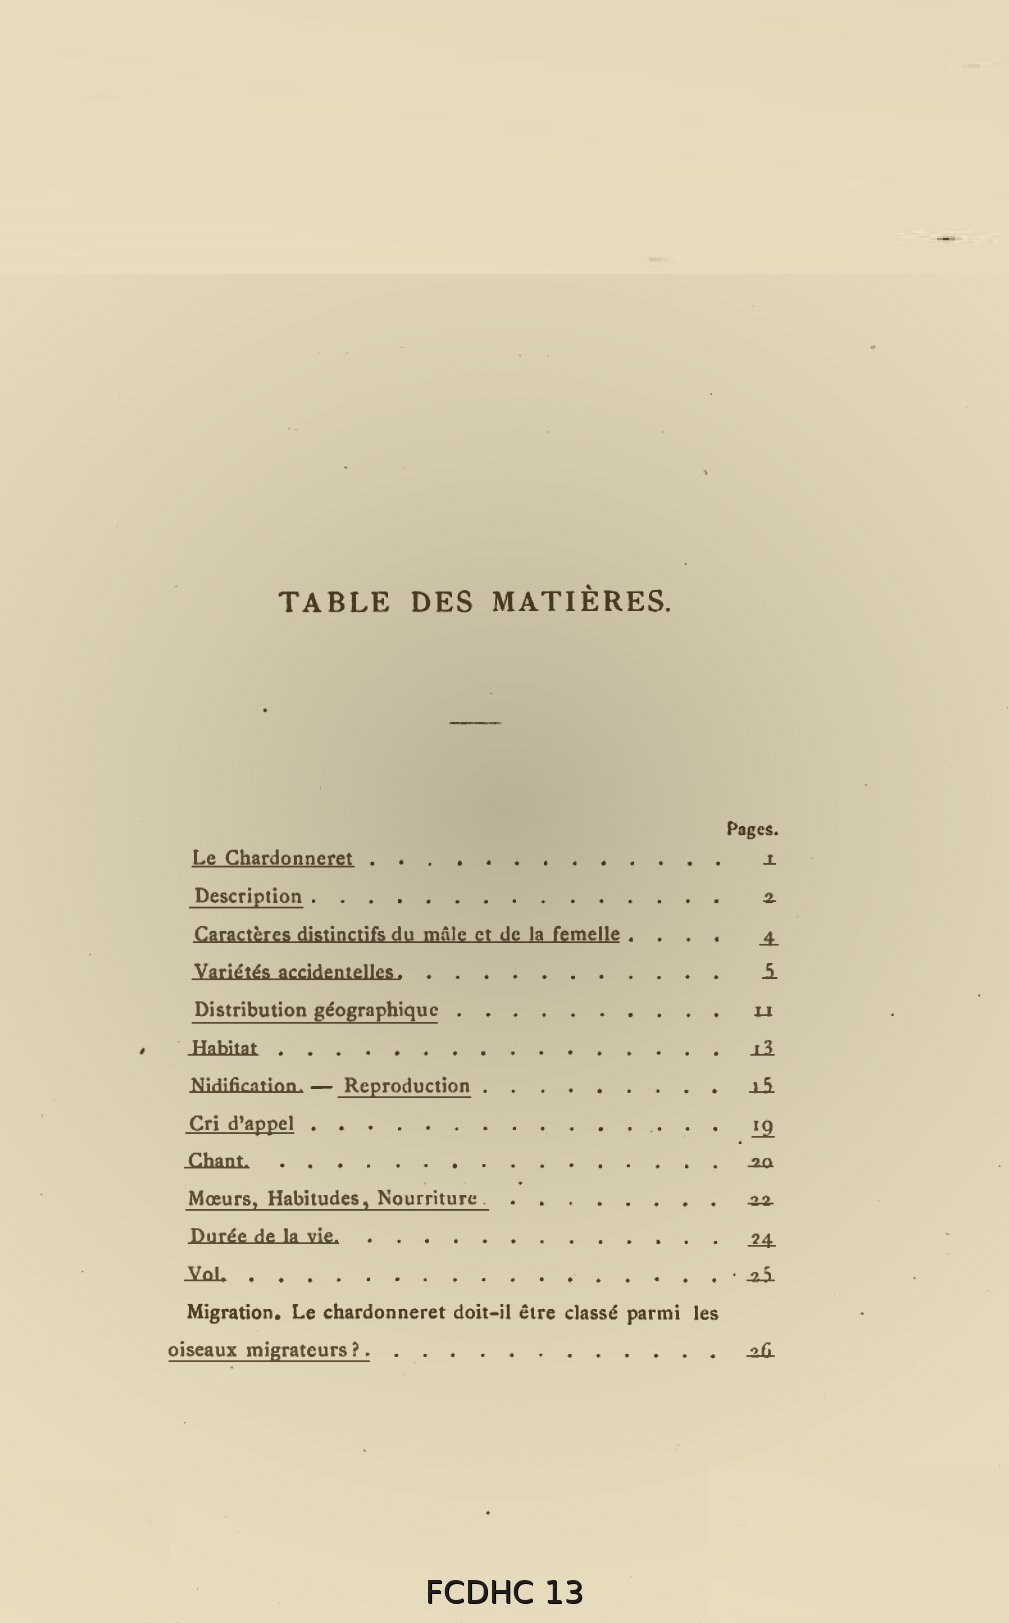 TABLE DES MATIÈRES.
Pages.
Le Chardonneret . . . . . . . . . . . . . 1
Description . . . . . . . . . . . . . . . 2
Caractères distinctifs du mâle et de la femelle . . . . 4
Variétés accidentelles. . . . . . . . . . . . 5
Distribution géographique . . . . . . . . . . 11
Habitat . . . . . . . . . . . . . . . . 13
Nidification. — Reproduction . . . . . . . . . 15
Cri d'appel . . . . . . . . . . . . . . . 19
Chant. . . . . . . . . . . . . . . . . 20
Mœurs, Habitudes, Nourriture . . . . . . . . . 22
Durée de la vie. . . . . . . . . . . . . . 24
Vol. . . . . . . . . . . . . . . . . . 25
Migration. Le chardonneret doit-il être classé parmi les
oiseaux migrateurs ? . . . . . . . . . . . . . 26
FCDHC 13